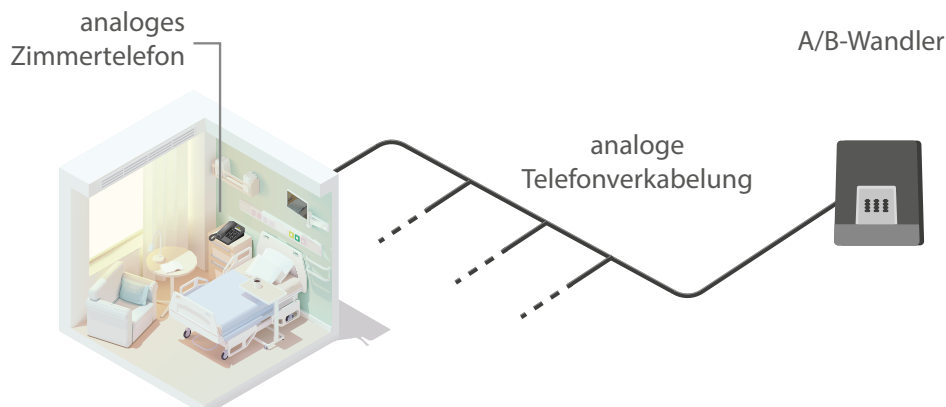 analoges
Zimmertelefon
A/B-Wandler
analoge
Telefonverkabelung